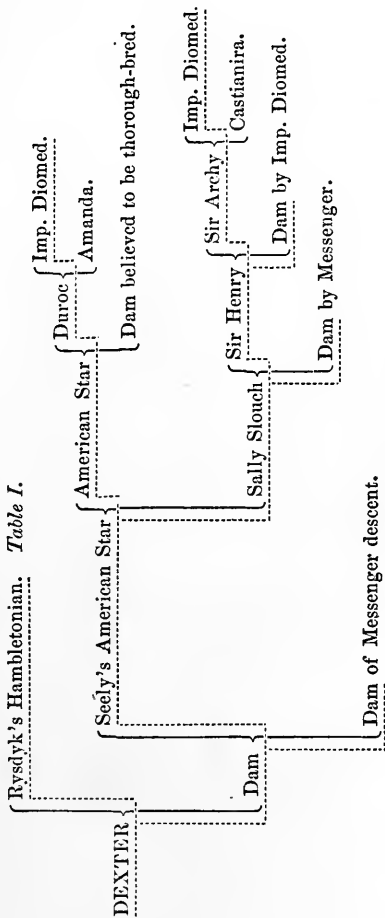 Table I.
Rysdyk's Hambletonian.
DEXTER
Dam
Seely's American Star
Dam of Messenger descent.
American Star
Sally Slouch
Duroc
Dam believed to be thorough-bred.
Sir Henry
Dam by Messenger.
Imp. Diomed.
Amanda.
Sir Archy
Dam by Imp. Diomed.
Imp. Diomed.
Castianira.